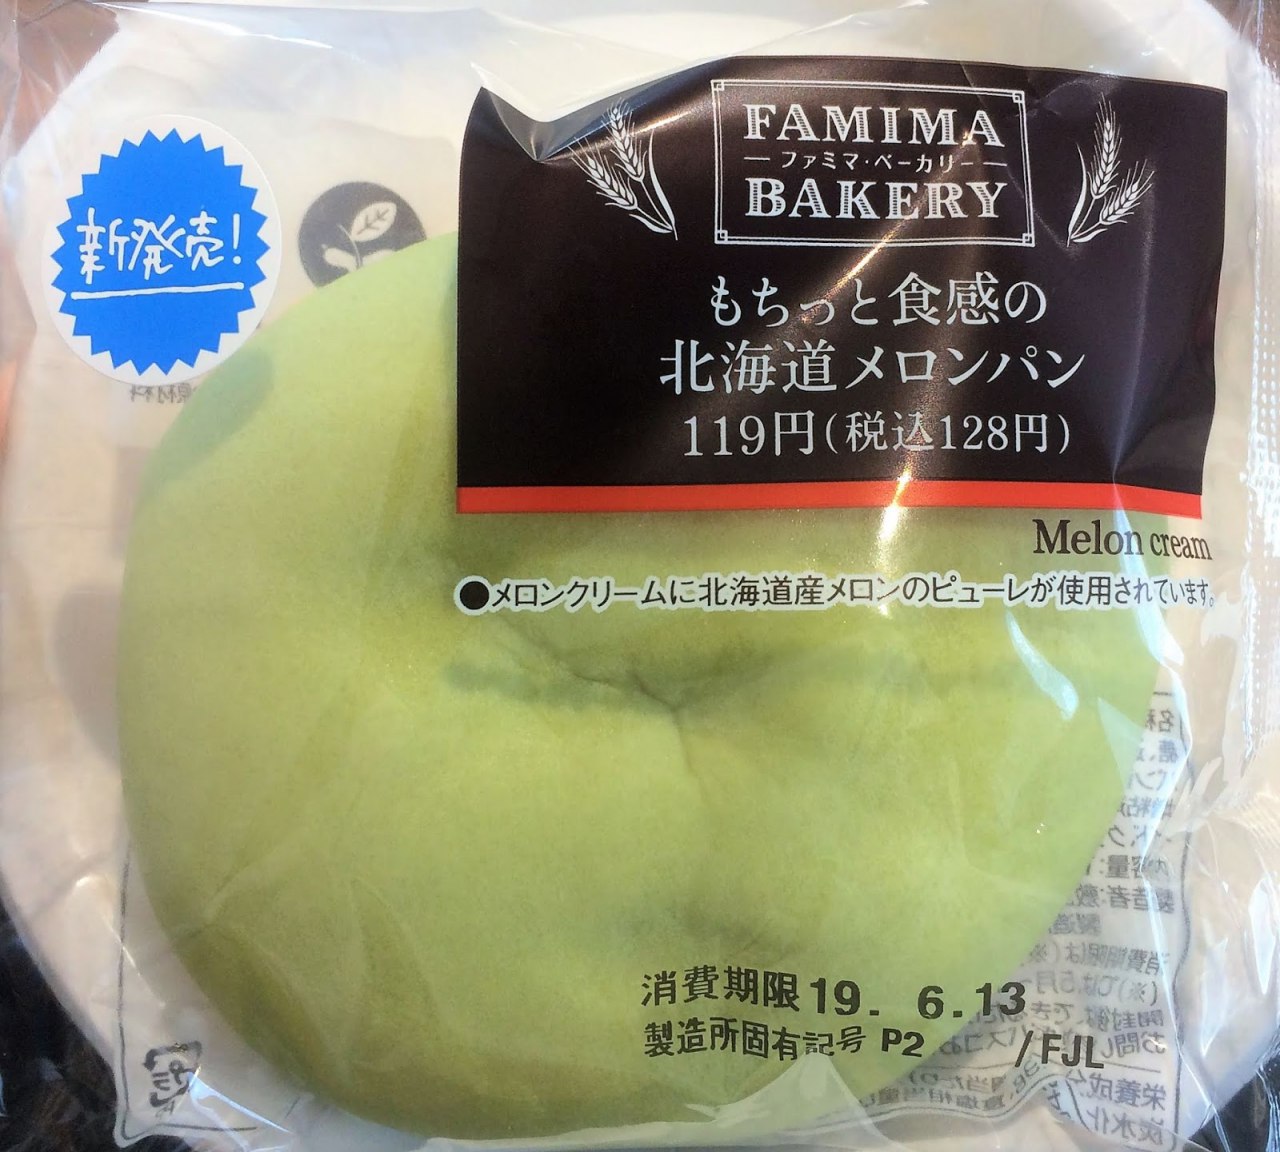 新発売!
FAMIMA
ファミマ・ベーカリー
BAKERY
もちっと食感の
北海道メロンパン
119円(税込128円)
Melon cream
●メロンクリームに北海道産メロンのピューレが使用されています。
消費期限 19. 6.13
製造所固有記号 P2 /FJL